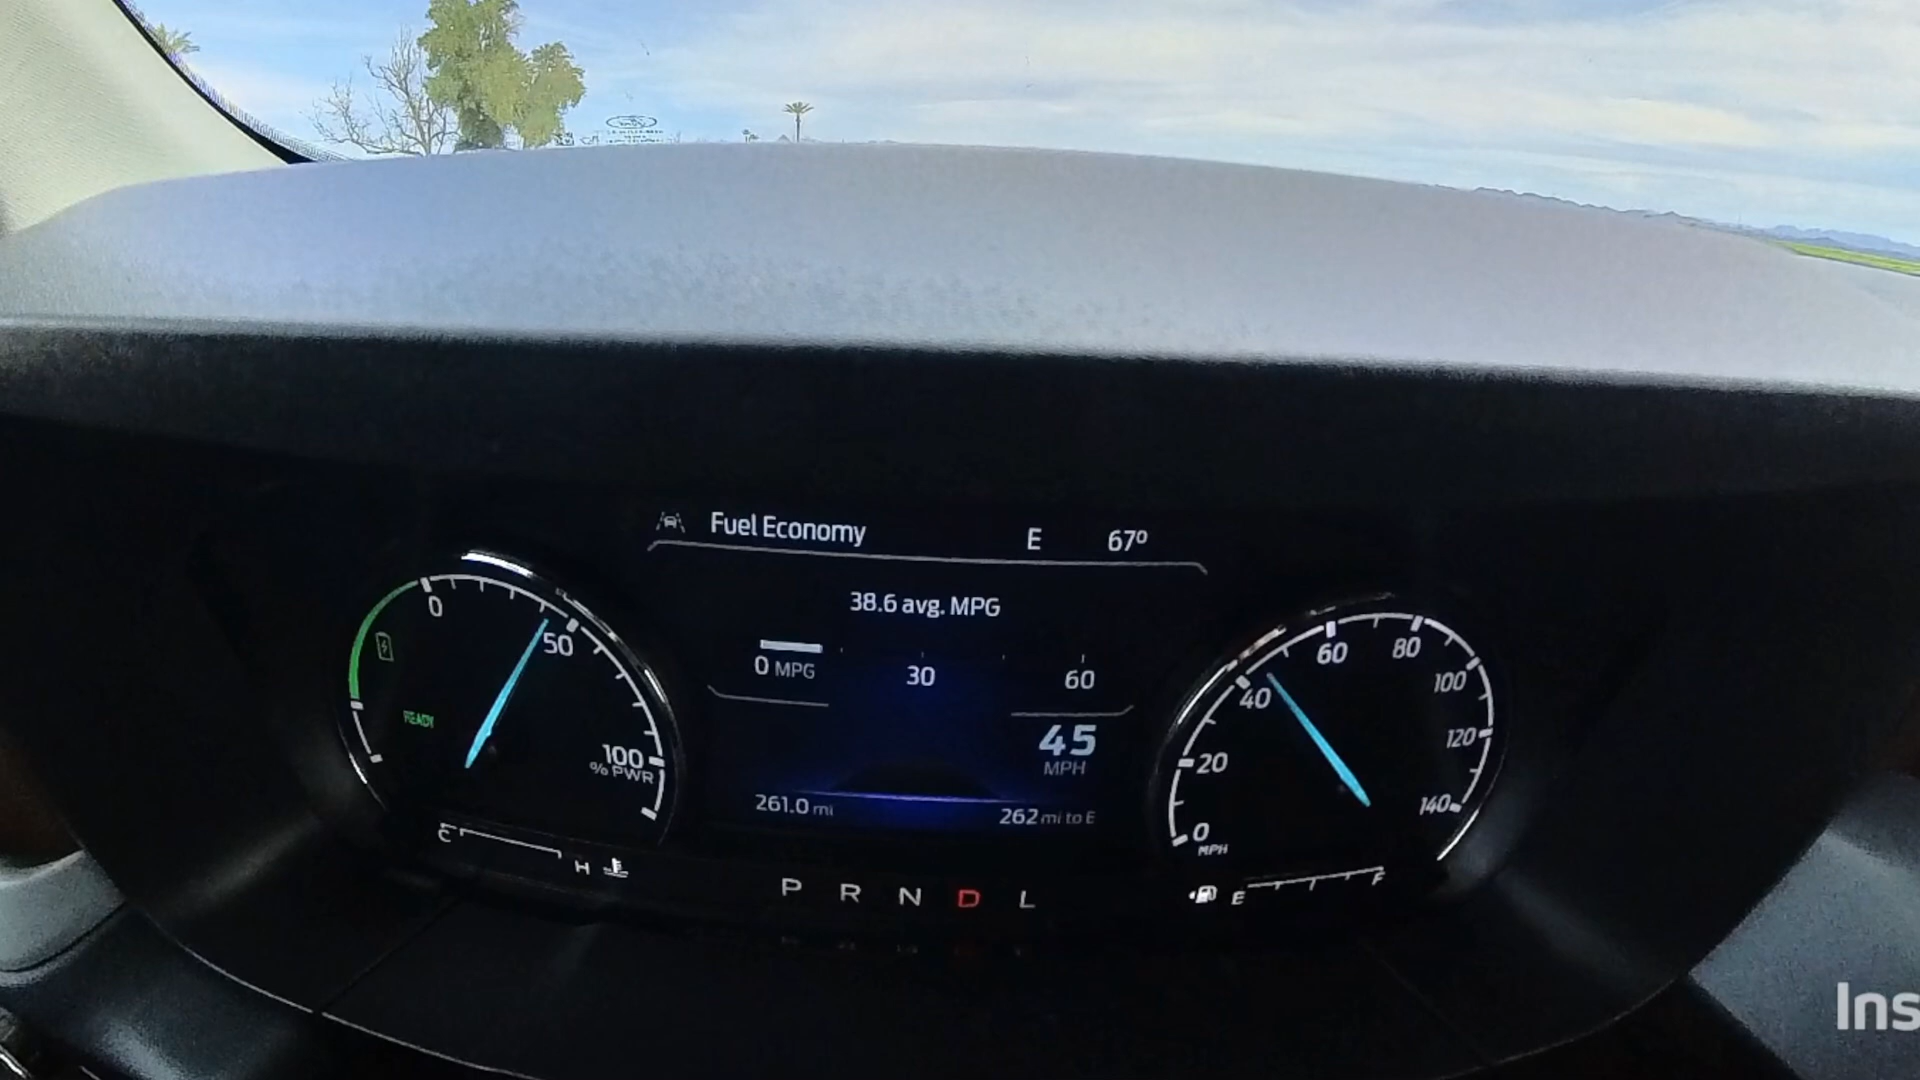 Fuel Economy E 67º
38.6 avg. MPG
0 MPG 30 60
45
MPH
261.0 mi 262 mi to E
0 50 100
% PWR
READY
C H
P R N D L
0 20 40 60 80 100 120 140
MPH
E F
Ins